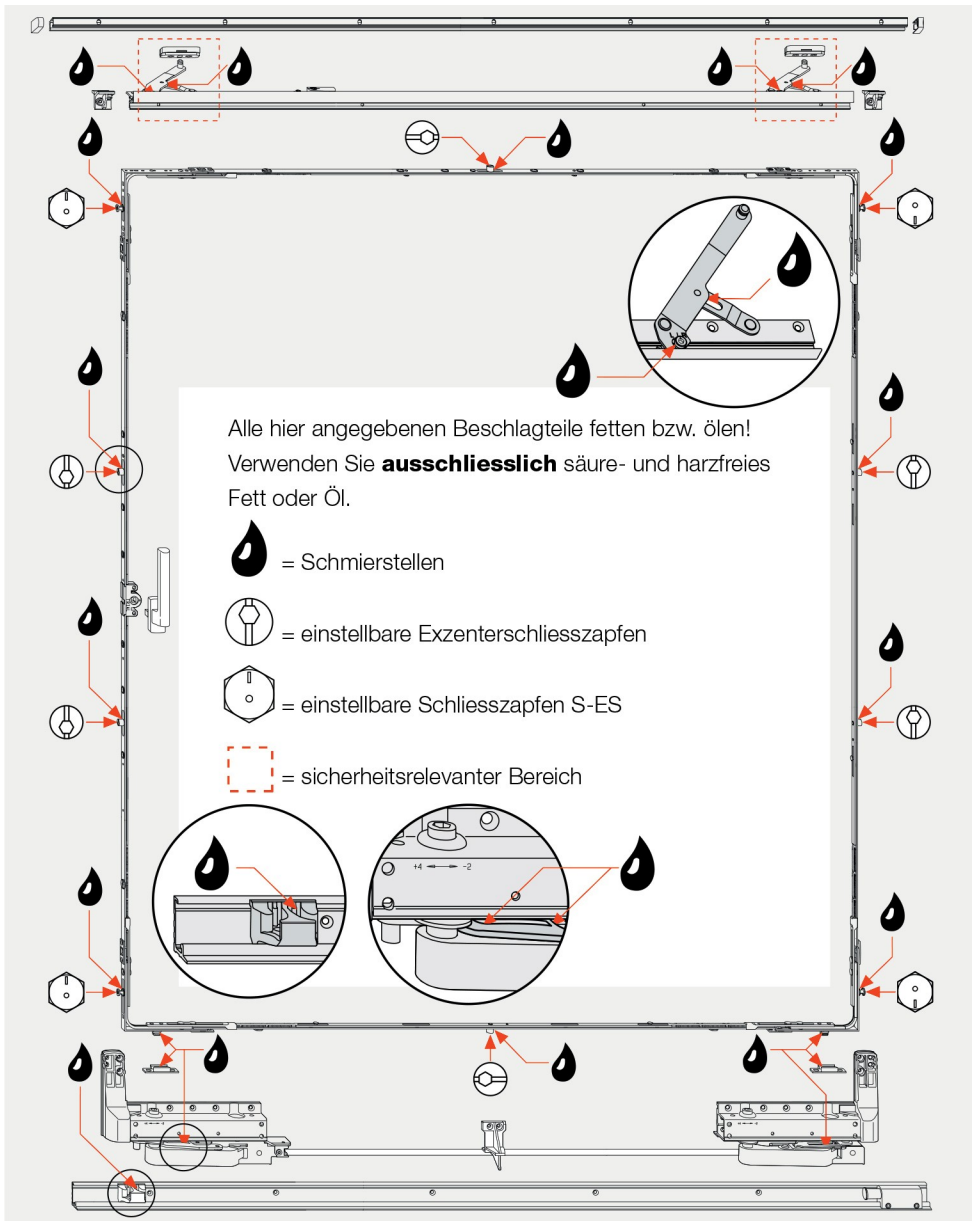 Alle hier angegebenen Beschlagteile fetten bzw. ölen!
Verwenden Sie ausschliesslich säure- und harzfreies
Fett oder Öl.
= Schmierstellen
= einstellbare Exzenterschliesszapfen
= einstellbare Schliesszapfen S-ES
= sicherheitsrelevanter Bereich
+4 -2